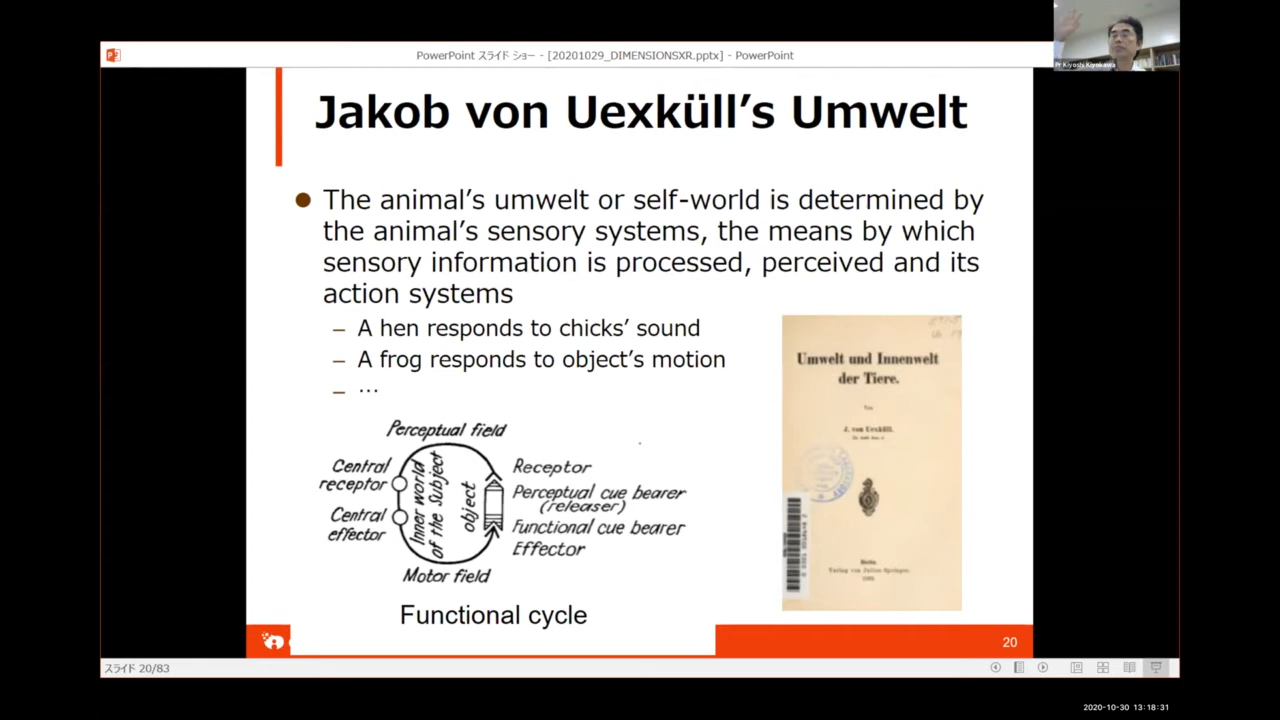 PowerPoint スライド ショー - [20201029_DIMENSIONSXR.pptx] - PowerPoint
Pr Kiyoshi Kiyokawa
Jakob von Uexküll's Umwelt
The animal's umwelt or self-world is determined by
the animal's sensory systems, the means by which
sensory information is processed, perceived and its
action systems
– A hen responds to chicks' sound
– A frog responds to object's motion
– …
Umwelt und Innenwelt
der Tiere.
Von
J. von Uexküll.
Berlin.
Verlag von Julius Springer.
1909.
Perceptual field
Central
receptor
Central
effector
Inner world
of the Subject
object
Receptor
Perceptual cue bearer
(releaser)
Functional cue bearer
Effector
Motor field
Functional cycle
20
スライド 20/83
2020-10-30 13:18:31